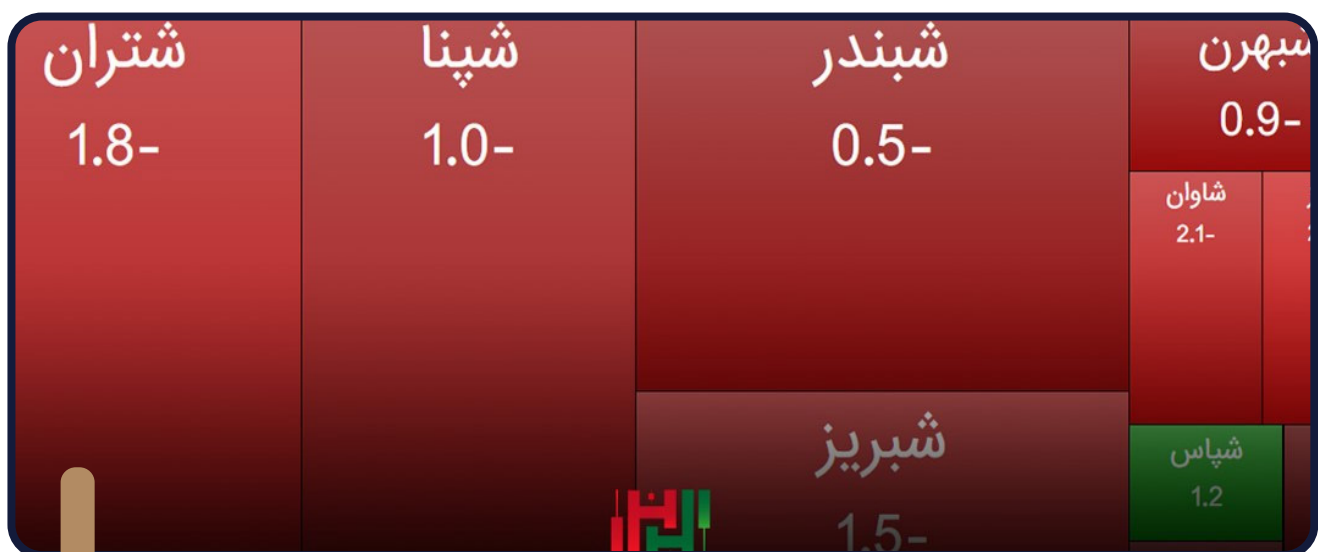 شتران
1.8-
شپنا
1.0-
شبندر
0.5-
شبهرن
0.9-
شاوان
2.1-
شبریز
1.5-
شپاس
1.2